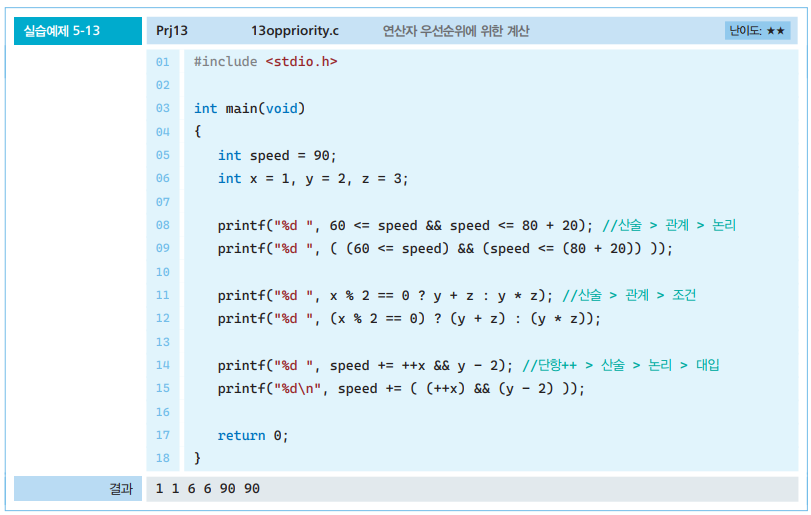 실습예제 5-13 Prj13 13oppriority.c 연산자 우선순위에 위한 계산 난이도: ★★
01 #include <stdio.h>
02
03 int main(void)
04 {
05 int speed = 90;
06 int x = 1, y = 2, z = 3;
07
08 printf("%d ", 60 <= speed && speed <= 80 + 20); //산술 > 관계 > 논리
09 printf("%d ", ( (60 <= speed) && (speed <= (80 + 20)) ));
10
11 printf("%d ", x % 2 == 0 ? y + z : y * z); //산술 > 관계 > 조건
12 printf("%d ", (x % 2 == 0) ? (y + z) : (y * z));
13
14 printf("%d ", speed += ++x && y - 2); //단항++ > 산술 > 논리 > 대입
15 printf("%d\n", speed += ( (++x) && (y - 2) ));
16
17 return 0;
18 }
결과 1 1 6 6 90 90